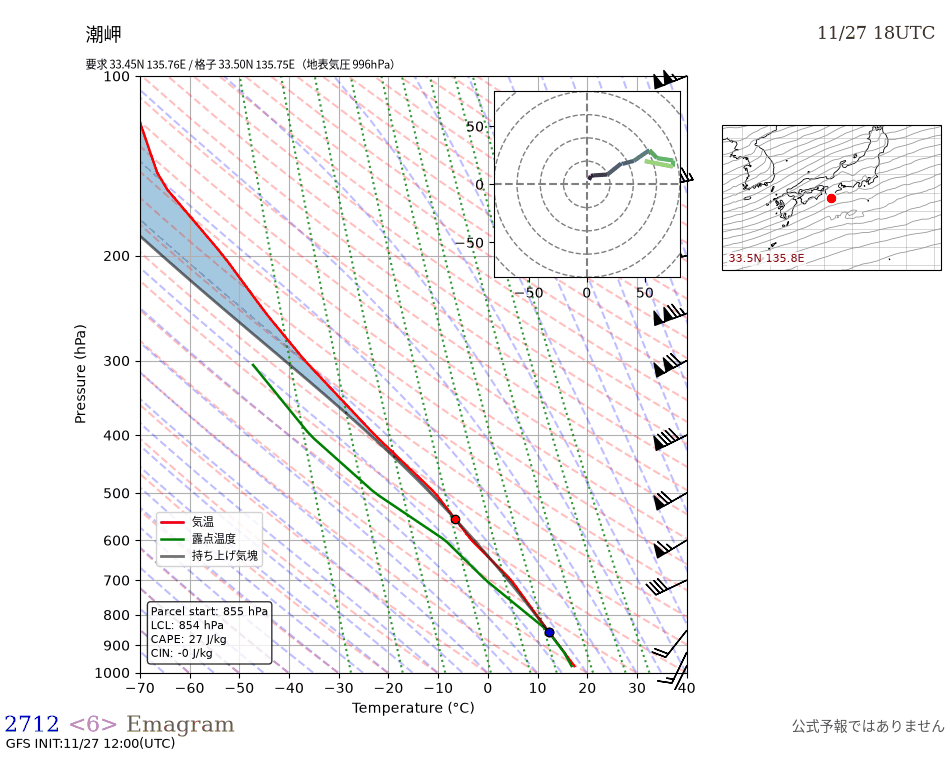 潮岬
11/27 18UTC
要求 33.45N 135.76E / 格子 33.50N 135.75E（地表気圧 996hPa）
100
200
300
400
500
600
700
800
900
1000
Pressure (hPa)
50
0
−50
−50
0
50
33.5N 135.8E
気温
露点温度
持ち上げ気塊
Parcel start: 855 hPa
LCL: 854 hPa
CAPE: 27 J/kg
CIN: -0 J/kg
−70
−60
−50
−40
−30
−20
−10
0
10
20
30
40
Temperature (°C)
2712 <6> Emagram
公式予報ではありません
GFS INIT:11/27 12:00(UTC)